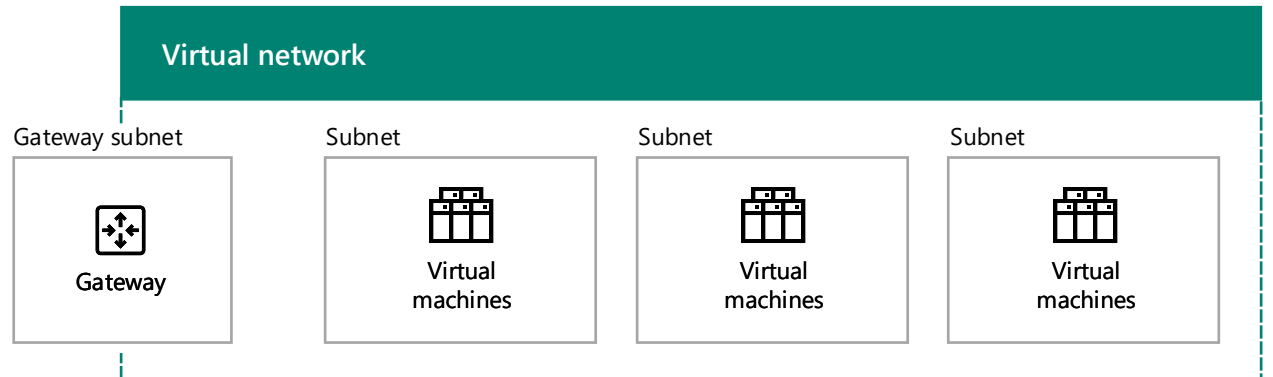 Virtual network
Gateway subnet
Subnet
Subnet
Subnet
Gateway
Virtual
machines
Virtual
machines
Virtual
machines